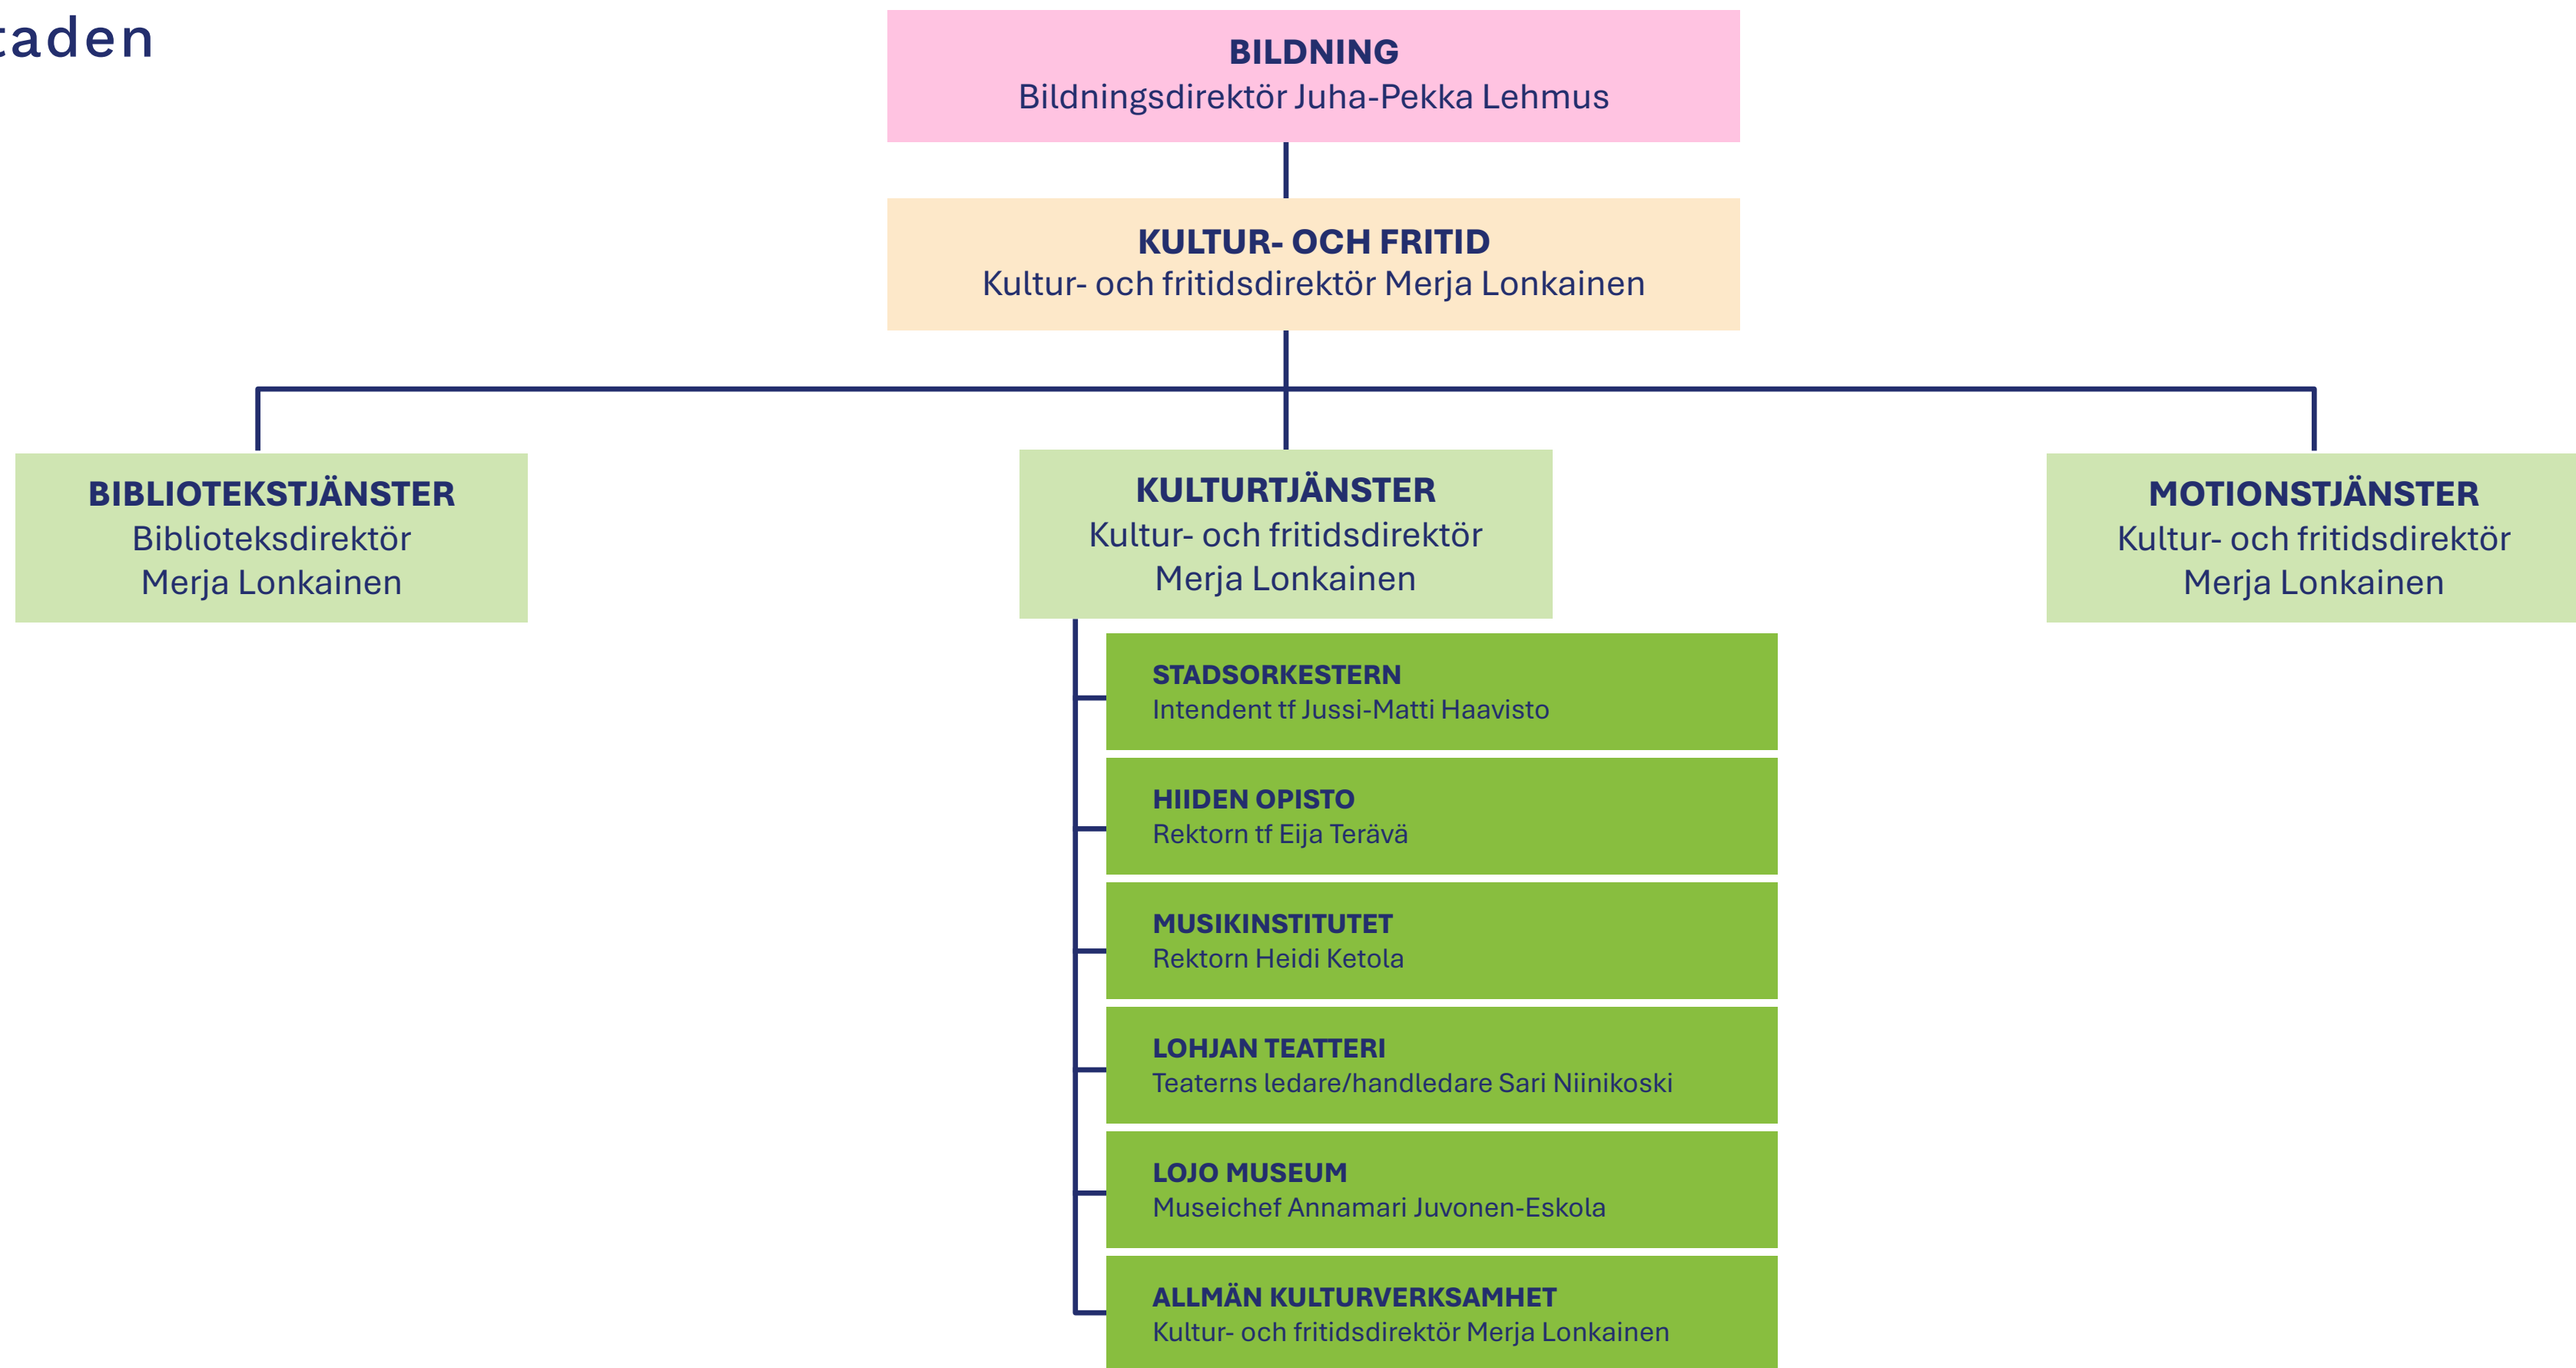 taden
BILDNING
Bildningsdirektör Juha-Pekka Lehmus
KULTUR- OCH FRITID
Kultur- och fritidsdirektör Merja Lonkainen
BIBLIOTEKSTJÄNSTER
Biblioteksdirektör
Merja Lonkainen
KULTURTJÄNSTER
Kultur- och fritidsdirektör
Merja Lonkainen
MOTIONSTJÄNSTER
Kultur- och fritidsdirektör
Merja Lonkainen
STADSORKESTERN
Intendent tf Jussi-Matti Haavisto
HIIDEN OPISTO
Rektorn tf Eija Terävä
MUSIKINSTITUTET
Rektorn Heidi Ketola
LOHJAN TEATTERI
Teaterns ledare/handledare Sari Niinikoski
LOJO MUSEUM
Museichef Annamari Juvonen-Eskola
ALLMÄN KULTURVERKSAMHET
Kultur- och fritidsdirektör Merja Lonkainen